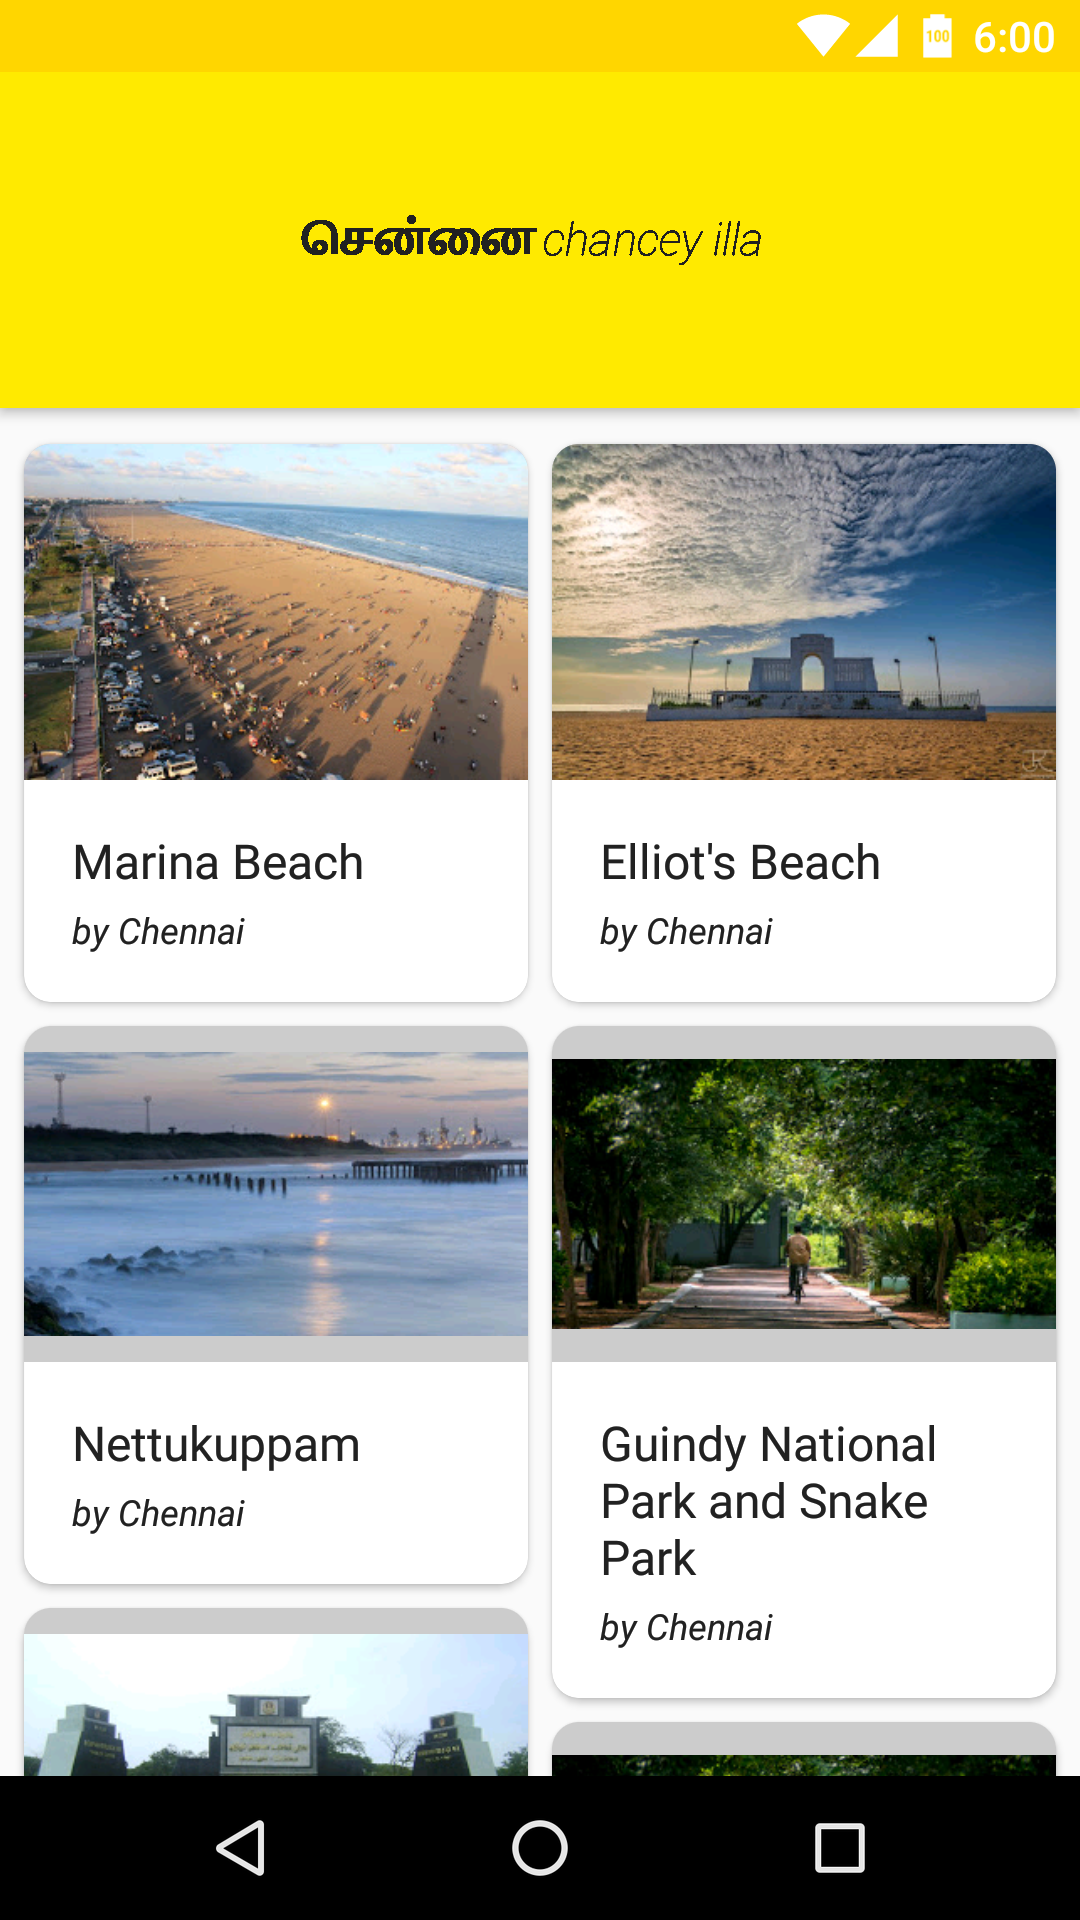 100 6:00
சென்னை chancey illa
Marina Beach
by Chennai
Elliot's Beach
by Chennai
Nettukuppam
by Chennai
Guindy National
Park and Snake
Park
by Chennai